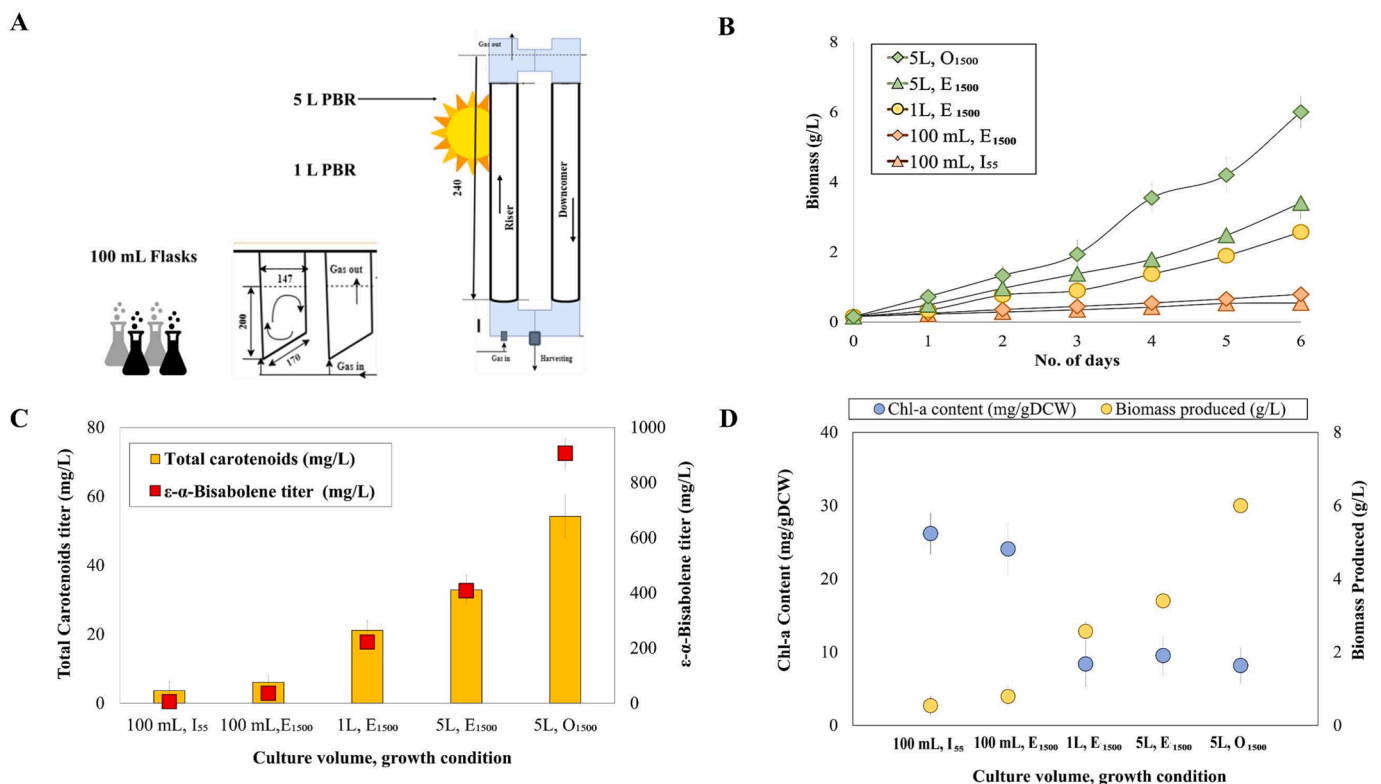 A
Gas out
5 L PBR
1 L PBR
240
Riser
Downcomer
Gas in
Harvesting
100 mL Flasks
147
Gas out
200
170
Gas in
B
8
6
4
2
0
Biomass (g/L)
5L, O₁₅₀₀
5L, E₁₅₀₀
1L, E₁₅₀₀
100 mL, E₁₅₀₀
100 mL, I₅₅
0 1 2 3 4 5 6
No. of days
C
80
60
40
20
0
Total Carotenoids titer (mg/L)
Total carotenoids (mg/L)
ε-α-Bisabolene titer (mg/L)
1000
800
600
400
200
0
ε-α-Bisabolene titer (mg/L)
100 mL, I₅₅ 100 mL,E₁₅₀₀ 1L, E₁₅₀₀ 5L, E₁₅₀₀ 5L, O₁₅₀₀
Culture volume, growth condition
D
Chl-a content (mg/gDCW) Biomass produced (g/L)
40
30
20
10
0
Chl-a Content (mg/gDCW)
8
6
4
2
0
Biomass Produced (g/L)
100 mL, I₅₅ 100 mL, E₁₅₀₀ 1L, E₁₅₀₀ 5L, E₁₅₀₀ 5L, O₁₅₀₀
Culture volume, growth condition